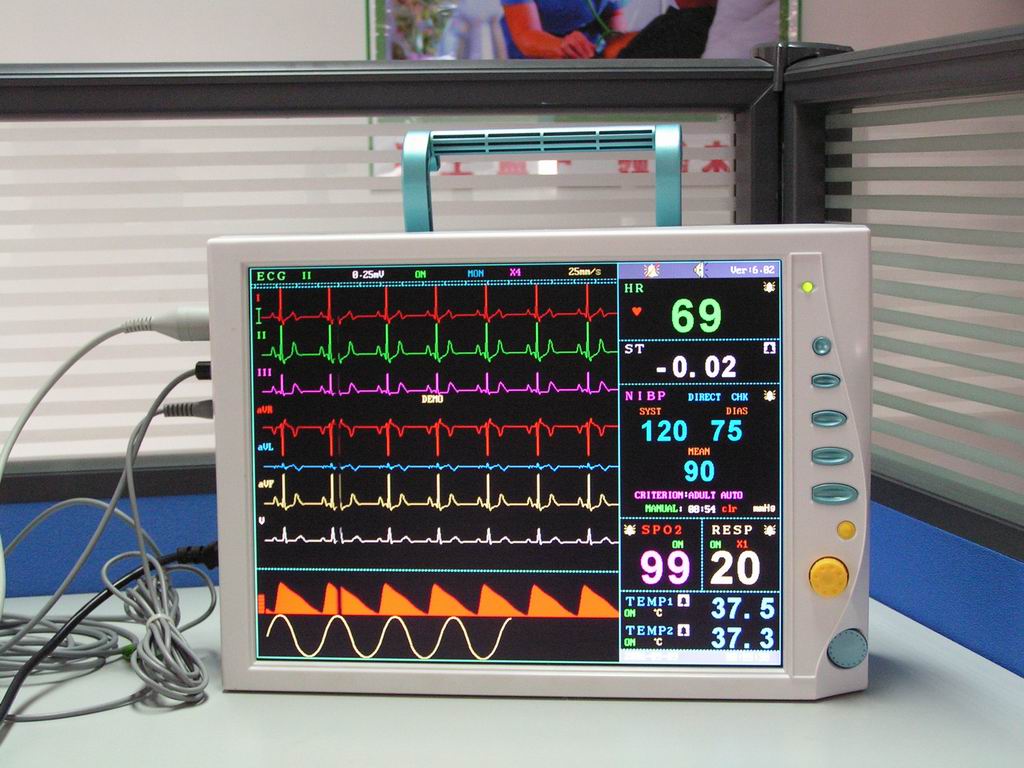 ECG II 0.25mV ON MON X4 25mm/s
Ver:6.02
I
II
III
DEMO
aVR
aVL
aVF
V
HR
69
ST
-0.02
NIBP DIRECT CHK
SYST DIAS
120 75
MEAN
90
CRITERION:ADULT AUTO
MANUAL: 08:54 clr mmHg
SPO2
ON
99
RESP
ON X1
20
TEMP1
ON °C
37.5
TEMP2
ON °C
37.3